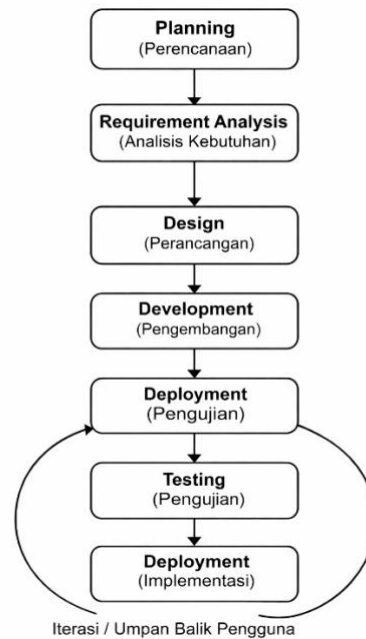 Planning
(Perencanaan)
Requirement Analysis
(Analisis Kebutuhan)
Design
(Perancangan)
Development
(Pengembangan)
Deployment
(Pengujian)
Testing
(Pengujian)
Deployment
(Implementasi)
Iterasi / Umpan Balik Pengguna